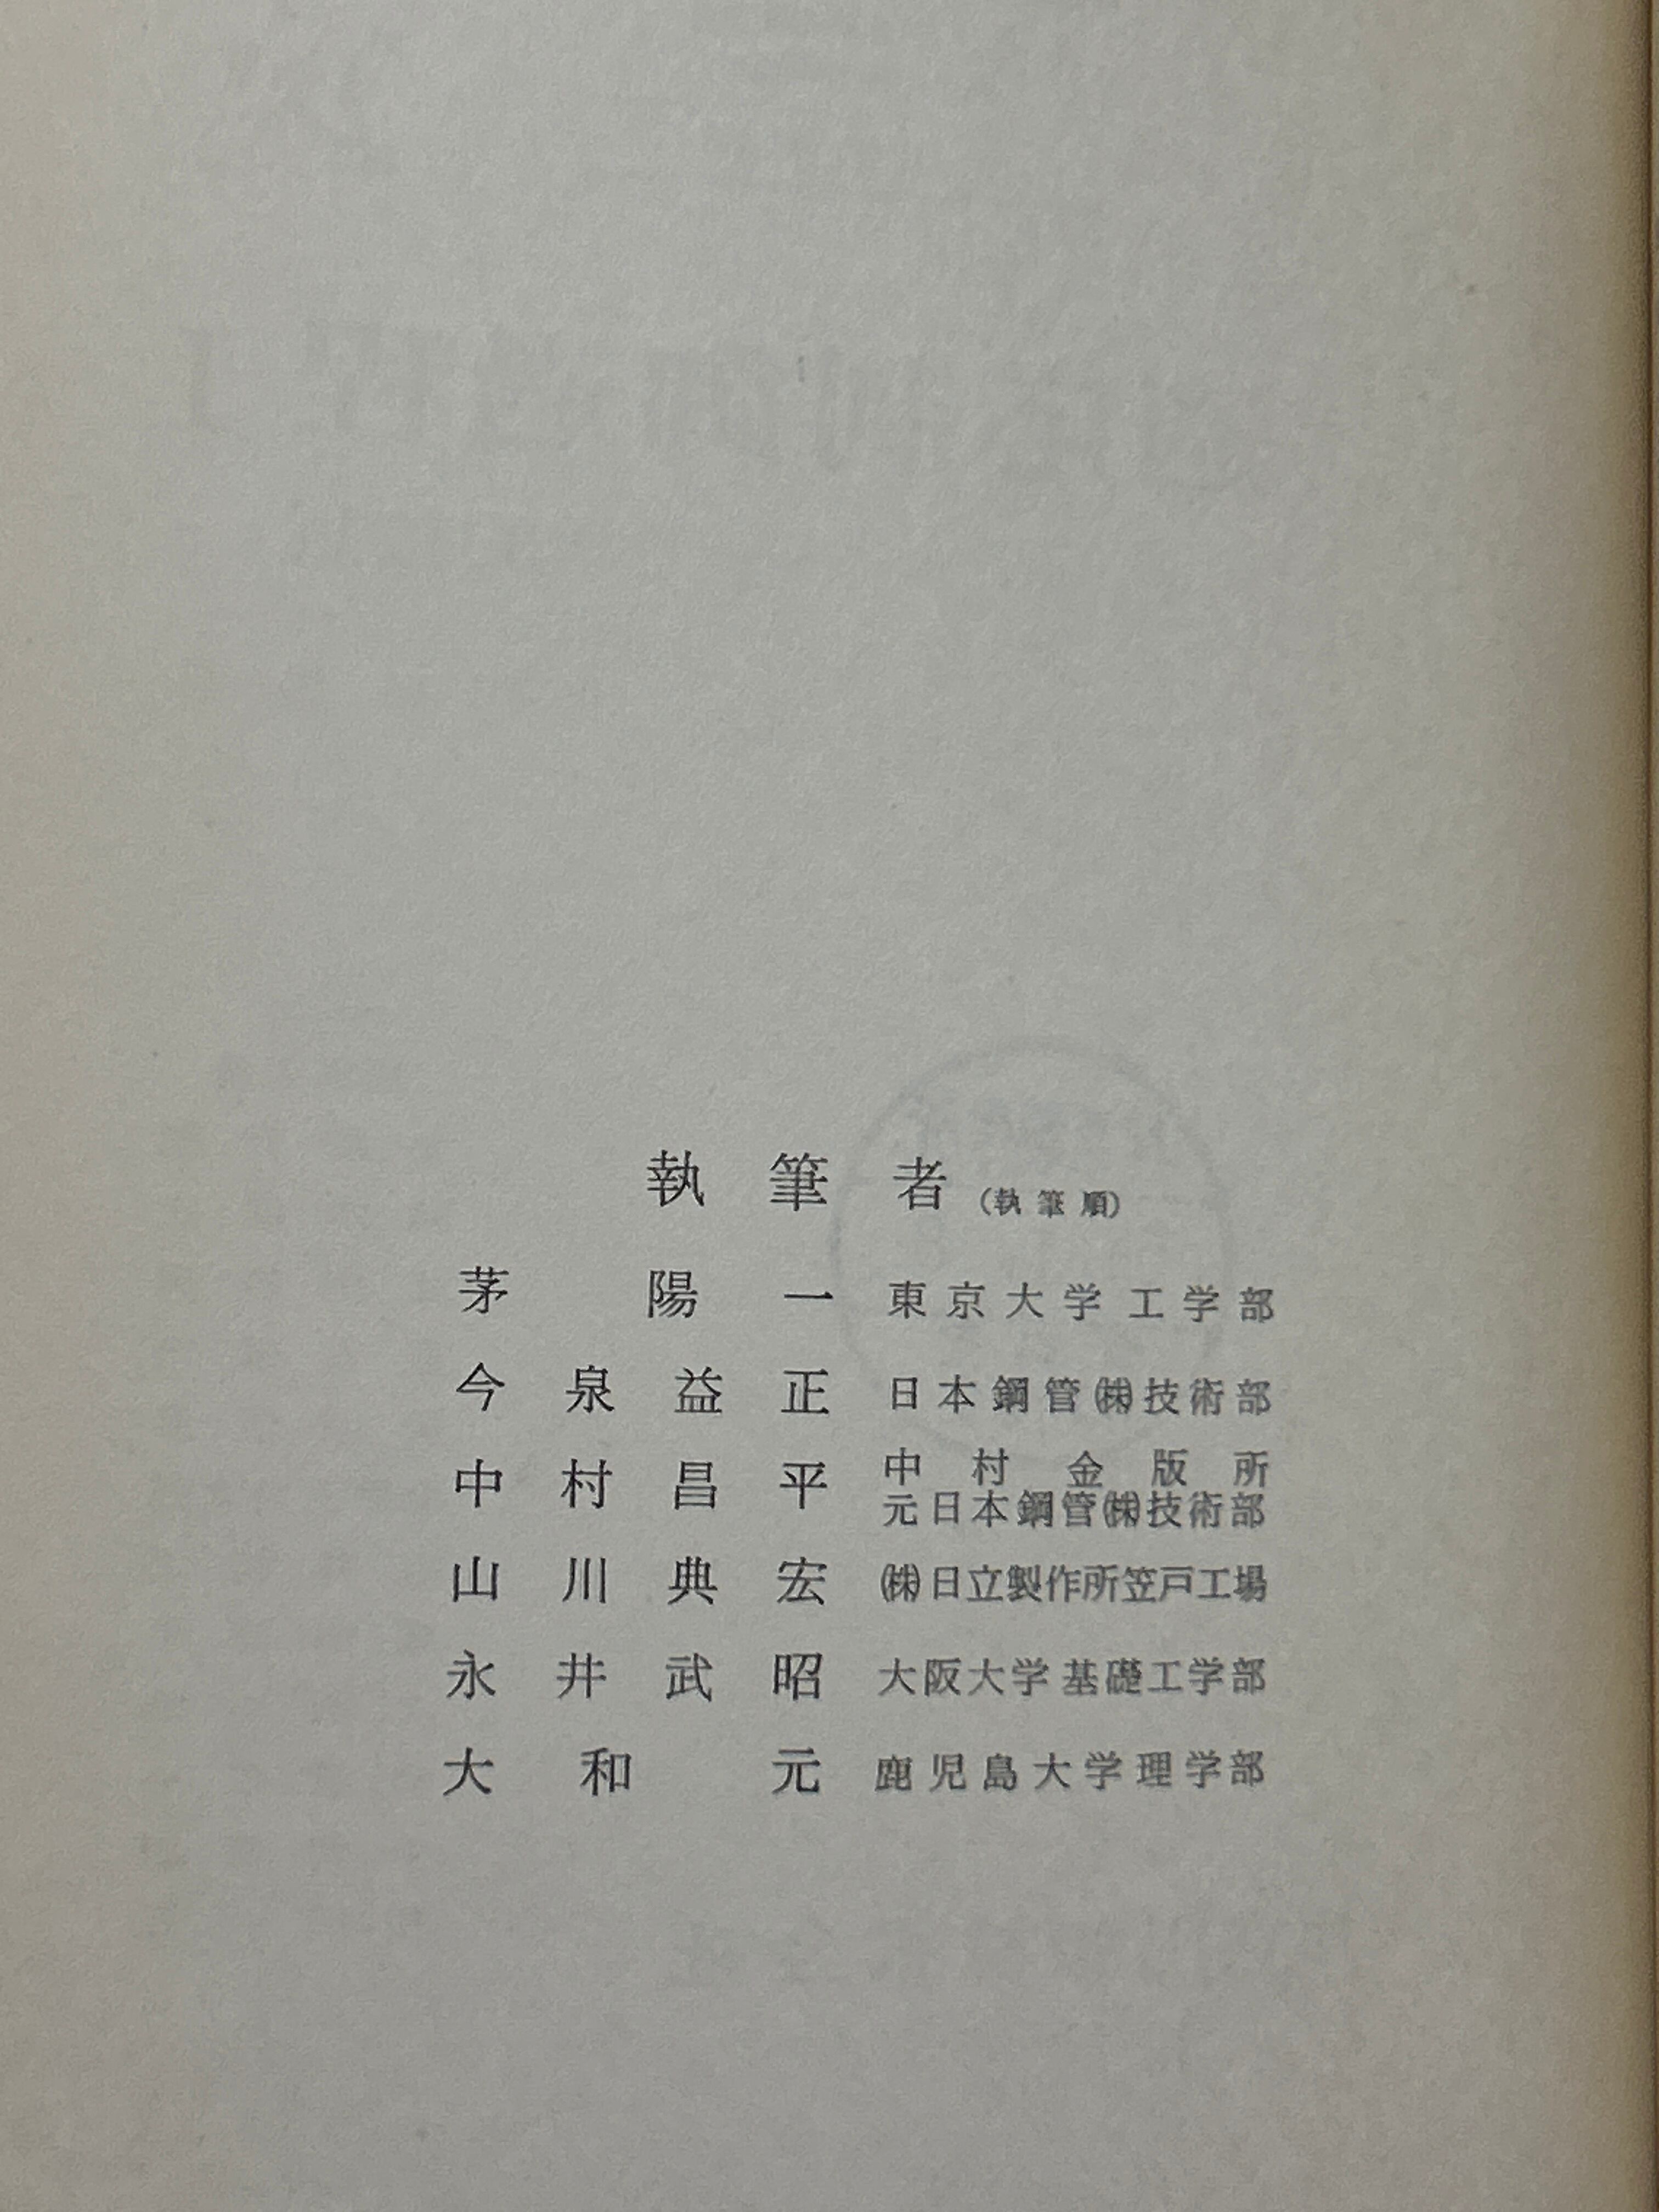 執筆者(執筆順)
茅陽一 東京大学工学部
今泉益正 日本鋼管㈱技術部
中村昌平 中村金版所
元日本鋼管㈱技術部
山川典宏 ㈱日立製作所笠戸工場
永井武昭 大阪大学基礎工学部
大和元 鹿児島大学理学部